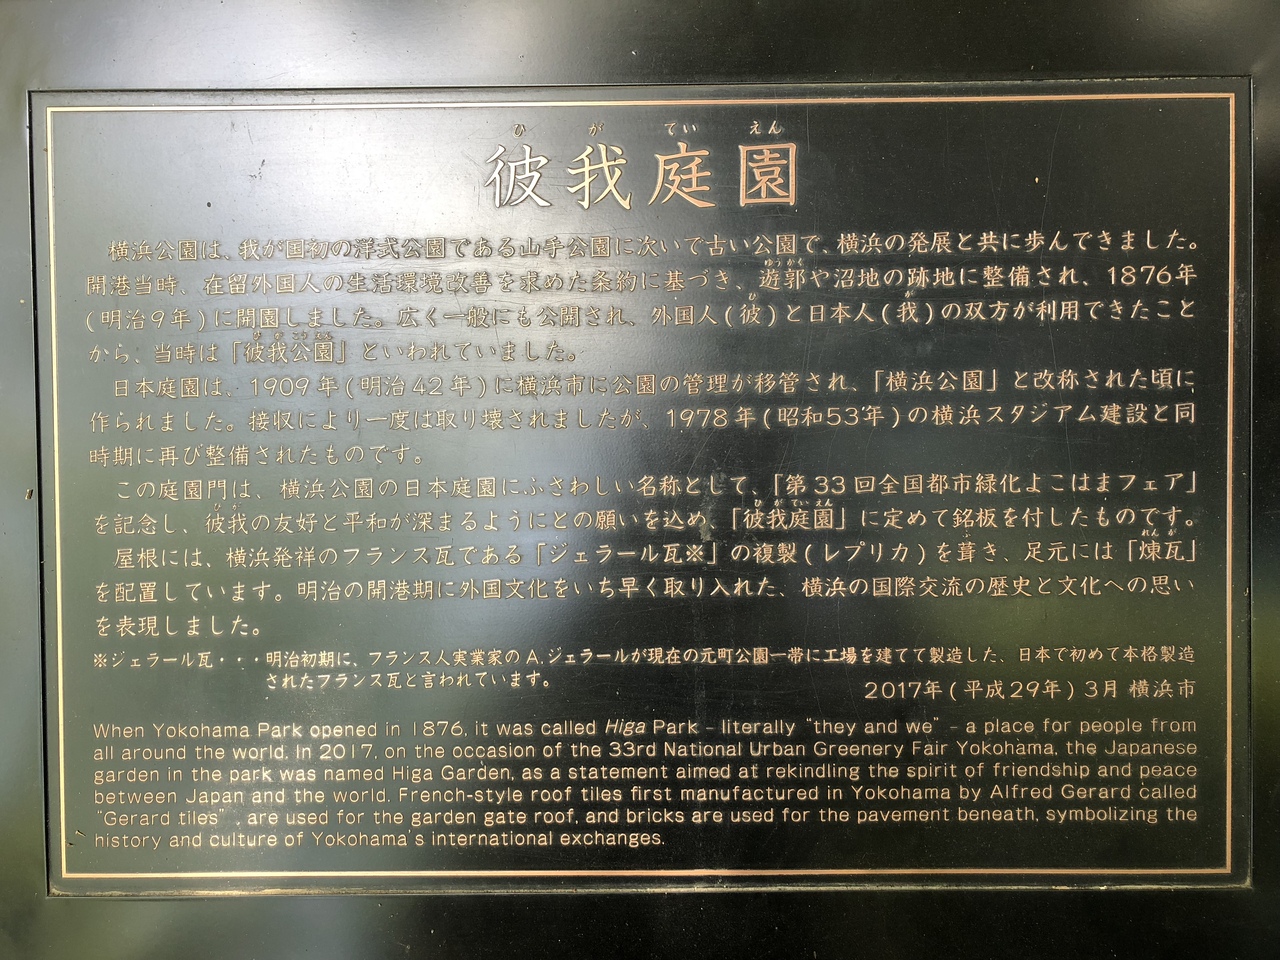 ひ が てい えん
彼我庭園
横浜公園は、我が国初の洋式公園である山手公園に次いで古い公園で、横浜の発展と共に歩んできました。
開港当時、在留外国人の生活環境改善を求めた条約に基づき、遊郭や沼地の跡地に整備され、1876年
(明治9年)に開園しました。広く一般にも公開され、外国人(彼)と日本人(我)の双方が利用できたこと
から、当時は「彼我公園」といわれていました。
日本庭園は、1909年(明治42年)に横浜市に公園の管理が移管され、「横浜公園」と改称された頃に
作られました。接収により一度は取り壊されましたが、1978年(昭和53年)の横浜スタジアム建設と同
時期に再び整備されたものです。
この庭園門は、横浜公園の日本庭園にふさわしい名称として、「第33回全国都市緑化よこはまフェア」
を記念し、彼我の友好と平和が深まるようにとの願いを込め、「彼我庭園」に定めて銘板を付したものです。
屋根には、横浜発祥のフランス瓦である「ジェラール瓦※」の複製(レプリカ)を葺き、足元には「煉瓦」
を配置しています。明治の開港期に外国文化をいち早く取り入れた、横浜の国際交流の歴史と文化への思い
を表現しました。
※ジェラール瓦・・・明治初期に、フランス人実業家のA.ジェラールが現在の元町公園一帯に工場を建てて製造した、日本で初めて本格製造
されたフランス瓦と言われています。
2017年(平成29年)3月 横浜市
When Yokohama Park opened in 1876, it was called Higa Park – literally "they and we" – a place for people from
all around the world. In 2017, on the occasion of the 33rd National Urban Greenery Fair Yokohama, the Japanese
garden in the park was named Higa Garden, as a statement aimed at rekindling the spirit of friendship and peace
between Japan and the world. French-style roof tiles first manufactured in Yokohama by Alfred Gerard called
"Gerard tiles" , are used for the garden gate roof, and bricks are used for the pavement beneath, symbolizing the
history and culture of Yokohama's international exchanges.